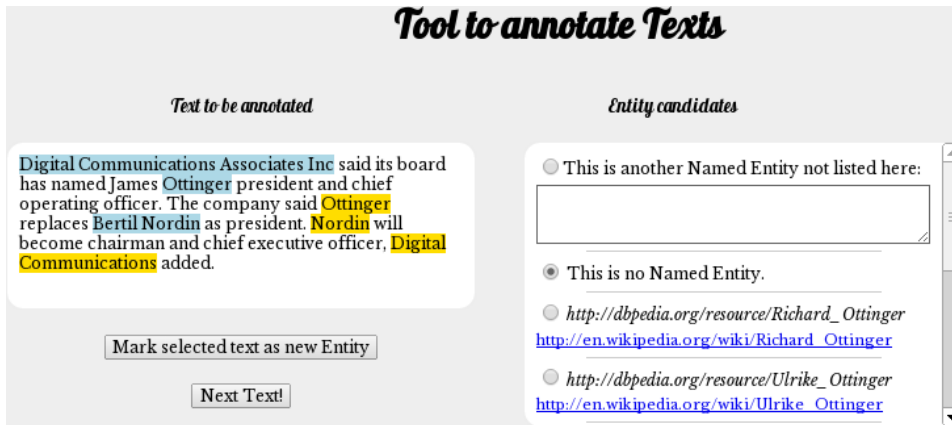 Tool to annotate Texts
Text to be annotated
Digital Communications Associates Inc said its board
has named James Ottinger president and chief
operating officer. The company said Ottinger
replaces Bertil Nordin as president. Nordin will
become chairman and chief executive officer, Digital
Communications added.
Mark selected text as new Entity
Next Text!
Entity candidates
This is another Named Entity not listed here:
This is no Named Entity.
http://dbpedia.org/resource/Richard_Ottinger
http://en.wikipedia.org/wiki/Richard_Ottinger
http://dbpedia.org/resource/Ulrike_Ottinger
http://en.wikipedia.org/wiki/Ulrike_Ottinger